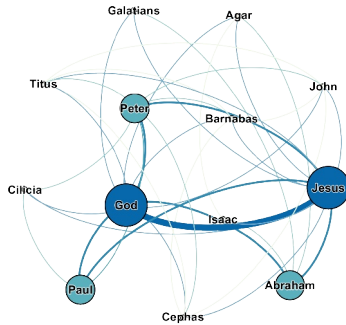 Galatians
Agar
Titus
John
Peter
Barnabas
Cilicia
Jesus
God
Isaac
Paul
Abraham
Cephas